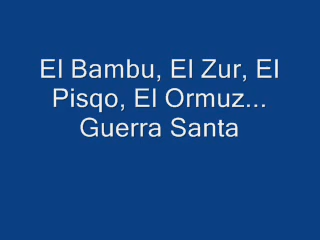 El Bambu, El Zur, El
Pisqo, El Ormuz...
Guerra Santa